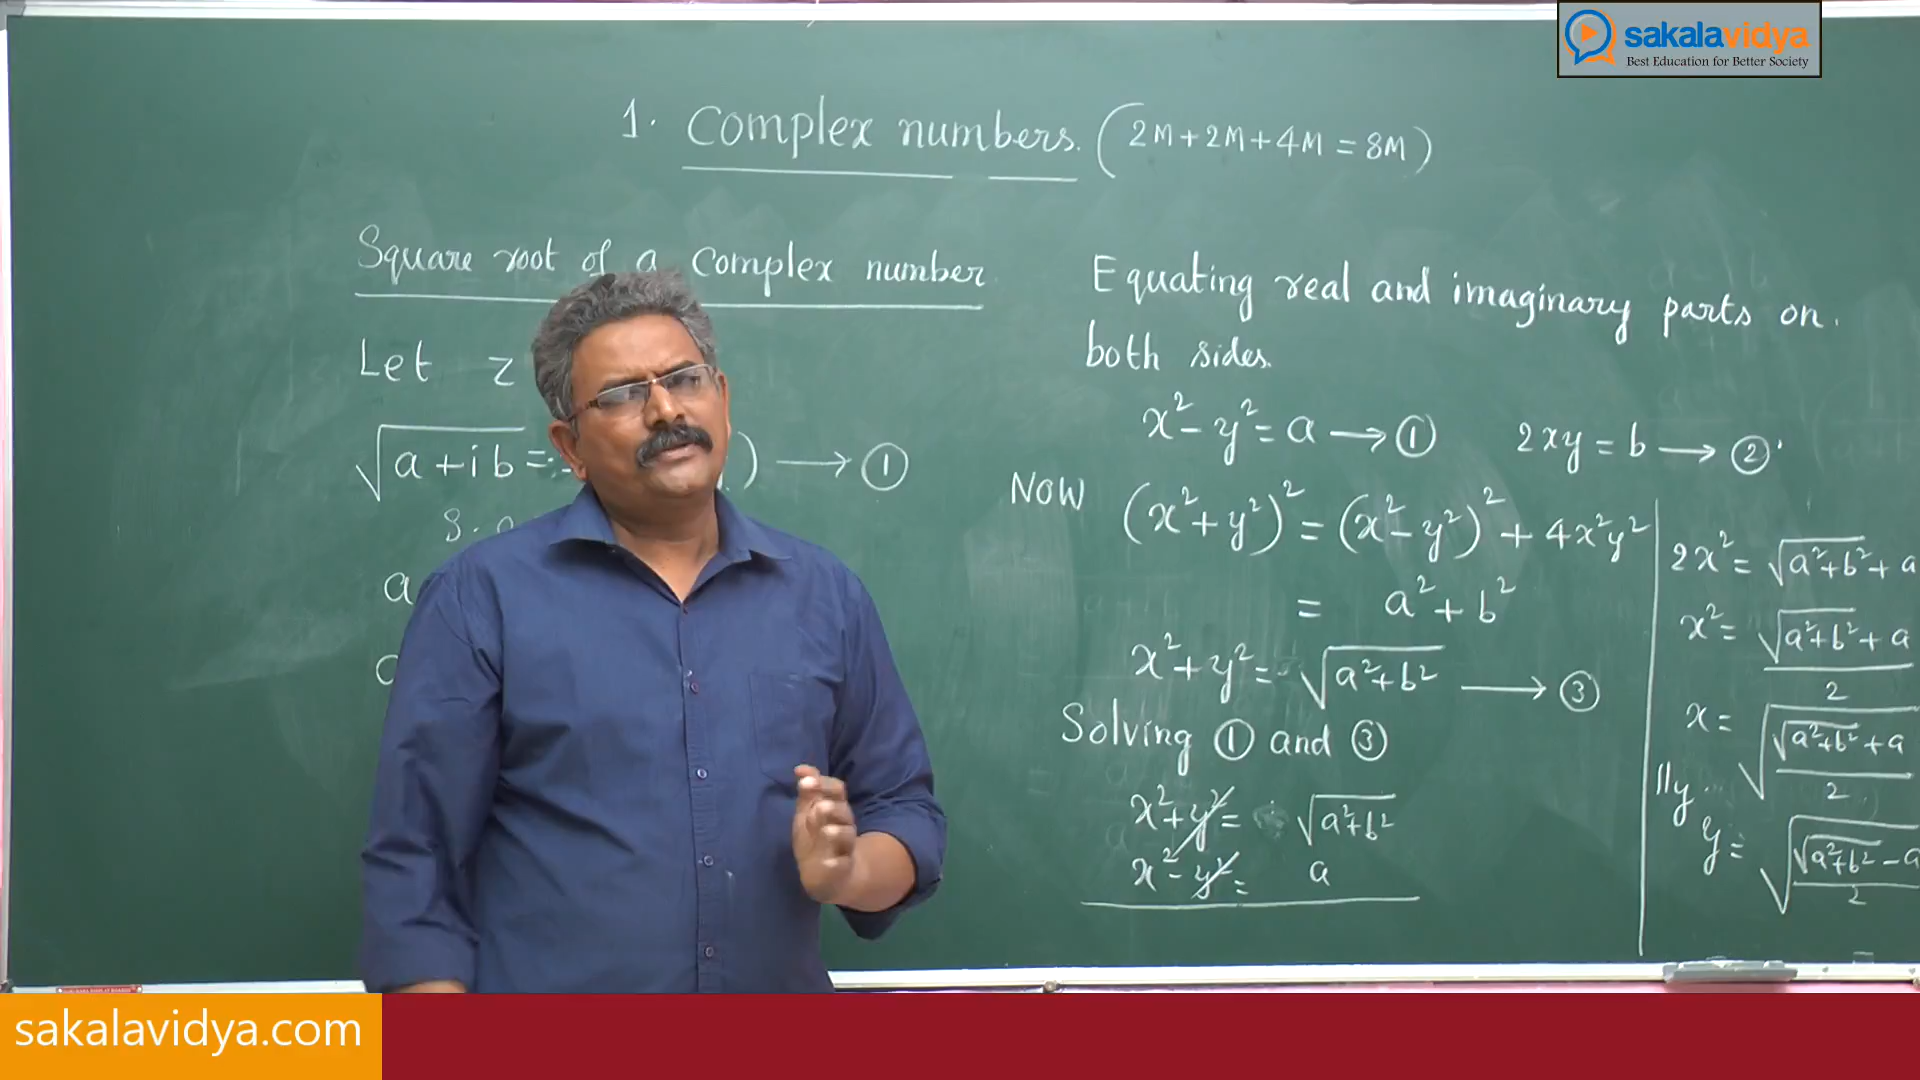 sakalavidya
Best Education for Better Society
1. Complex numbers. (2M+2M+4M=8M)
Square root of a complex number
Let z
√(a+ib) = ) → ①
S.
a
Equating real and imaginary parts on
both sides.
x²-y²=a → ① 2xy=b → ②
Now (x²+y²)²=(x²-y²)²+4x²y²
= a²+b²
x²+y²=√(a²+b²) → ③
Solving ① and ③
x²+y²= √(a²+b²)
x²-y²= a
2x²=√(a²+b²)+a
x²=(√(a²+b²)+a)/2
x=√((√(a²+b²)+a)/2)
||ly
y=√((√(a²+b²)-a)/2)
sakalavidya.com